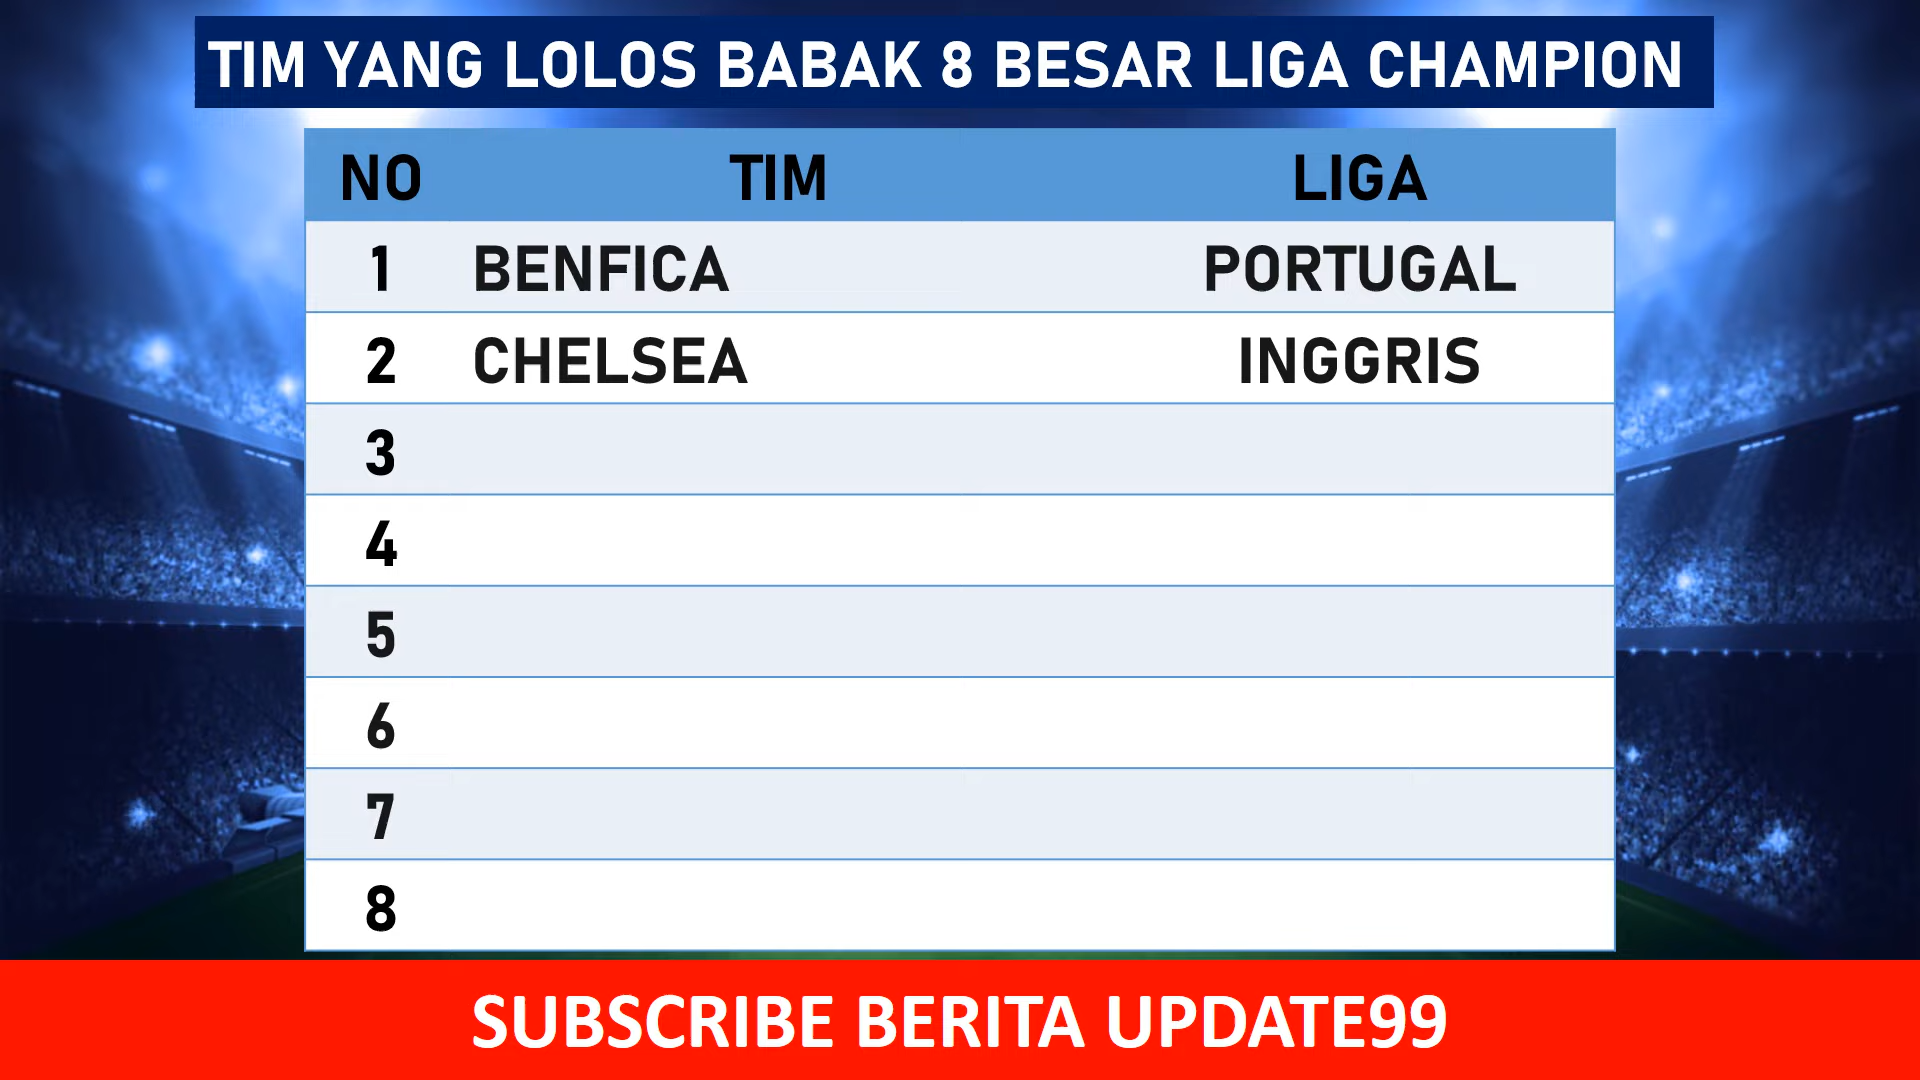 TIM YANG LOLOS BABAK 8 BESAR LIGA CHAMPION
NO TIM LIGA
1 BENFICA PORTUGAL
2 CHELSEA INGGRIS
3
4
5
6
7
8
SUBSCRIBE BERITA UPDATE99